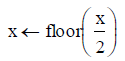 x ← floor(x/2)